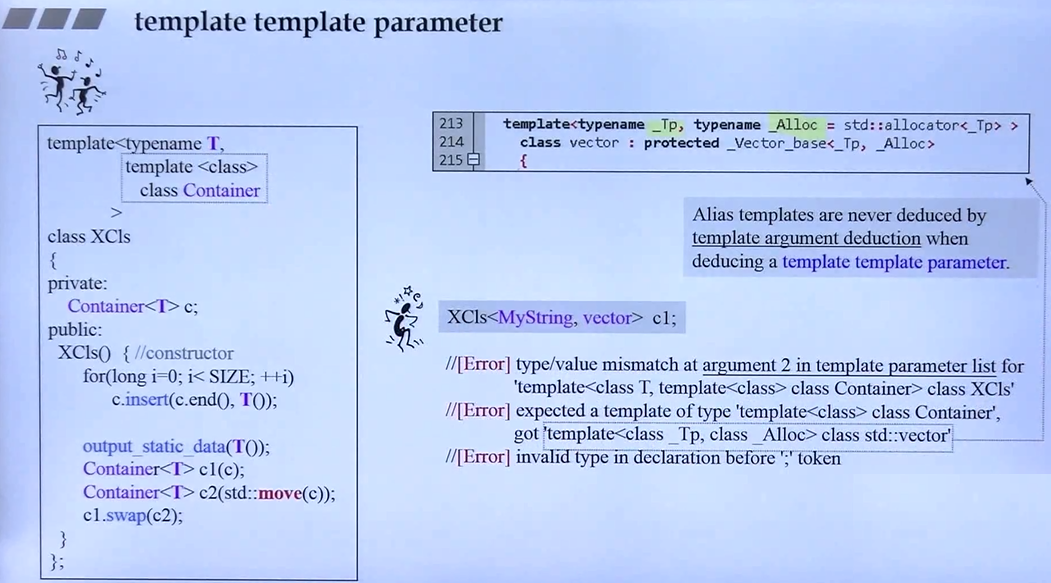 template template parameter
template<typename T,
template <class>
class Container
>
class XCls
{
private:
Container<T> c;
public:
XCls() { //constructor
for(long i=0; i< SIZE; ++i)
c.insert(c.end(), T());
output_static_data(T());
Container<T> c1(c);
Container<T> c2(std::move(c));
c1.swap(c2);
}
};
213 template<typename _Tp, typename _Alloc = std::allocator<_Tp> >
214 class vector : protected _Vector_base<_Tp, _Alloc>
215 {
Alias templates are never deduced by
template argument deduction when
deducing a template template parameter.
XCls<MyString, vector> c1;
//[Error] type/value mismatch at argument 2 in template parameter list for
'template<class T, template<class> class Container> class XCls'
//[Error] expected a template of type 'template<class> class Container',
got 'template<class _Tp, class _Alloc> class std::vector'
//[Error] invalid type in declaration before ';' token